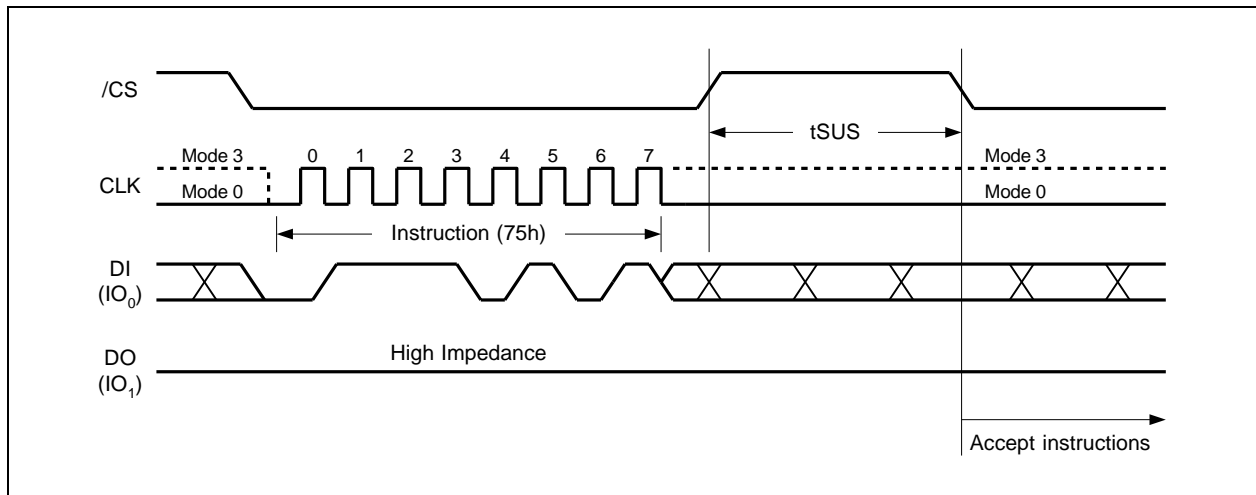 /CS
tSUS
Mode 3 0 1 2 3 4 5 6 7 Mode 3
CLK
Mode 0 Mode 0
Instruction (75h)
DI
(IO0)
High Impedance
DO
(IO1)
Accept instructions